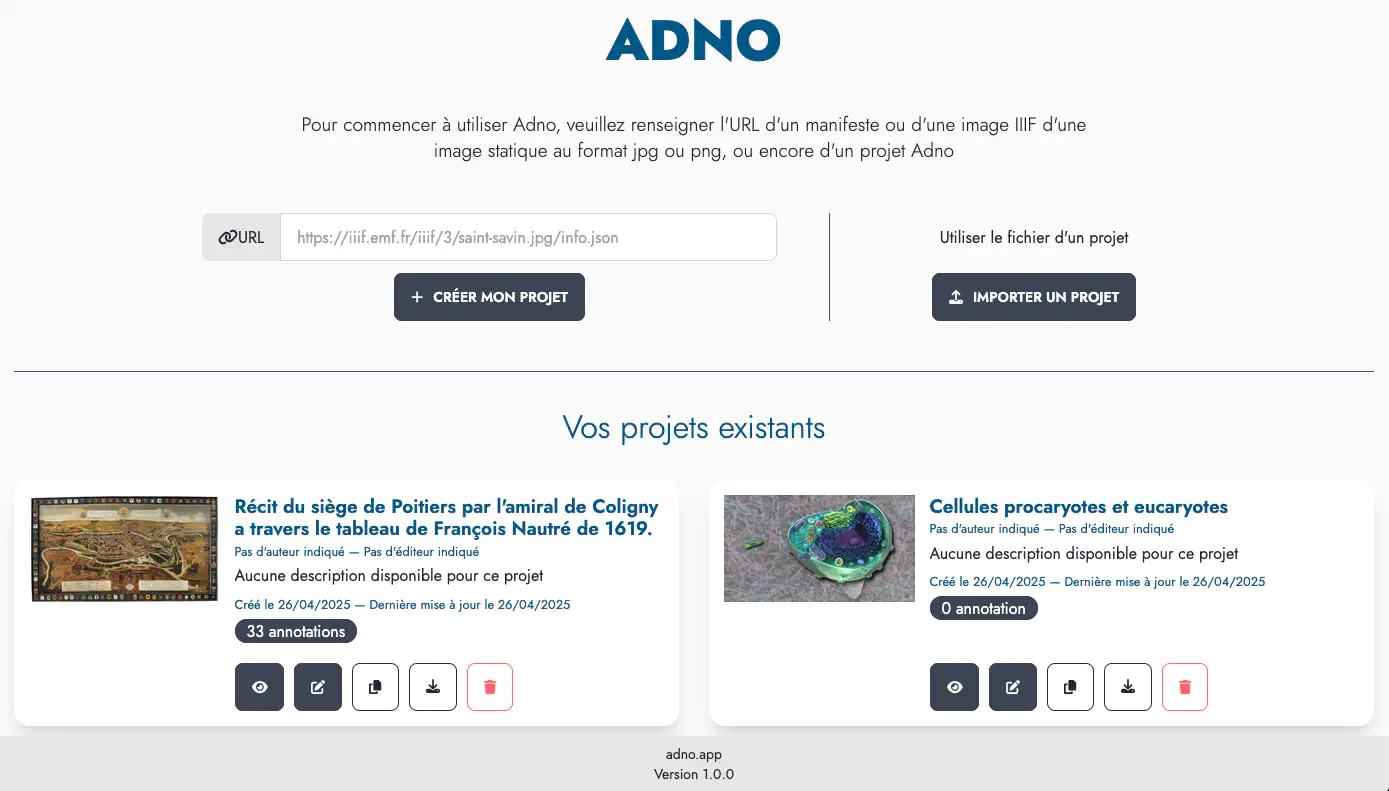 ADNO
Pour commencer à utiliser Adno, veuillez renseigner l'URL d'un manifeste ou d'une image IIIF d'une
image statique au format jpg ou png, ou encore d'un projet Adno
URL
https://iiif.emf.fr/iiif/3/saint-savin.jpg/info.json
CRÉER MON PROJET
Utiliser le fichier d'un projet
IMPORTER UN PROJET
Vos projets existants
Récit du siège de Poitiers par l'amiral de Coligny
a travers le tableau de François Nautré de 1619.
Pas d'auteur indiqué — Pas d'éditeur indiqué
Aucune description disponible pour ce projet
Créé le 26/04/2025 — Dernière mise à jour le 26/04/2025
33 annotations
Cellules procaryotes et eucaryotes
Pas d'auteur indiqué — Pas d'éditeur indiqué
Aucune description disponible pour ce projet
Créé le 26/04/2025 — Dernière mise à jour le 26/04/2025
0 annotation
adno.app
Version 1.0.0